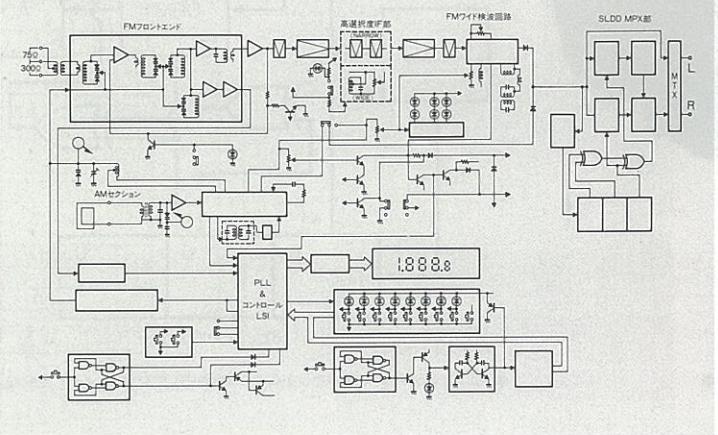 FMフロントエンド
高選択度IF部
FMワイド検波回路
SLDD MPX部
(NARROW)
75Ω
300Ω
(WIDE)
MTX
L
R
AMセクション
PLL
&
コントロール
LSI
1.888.8